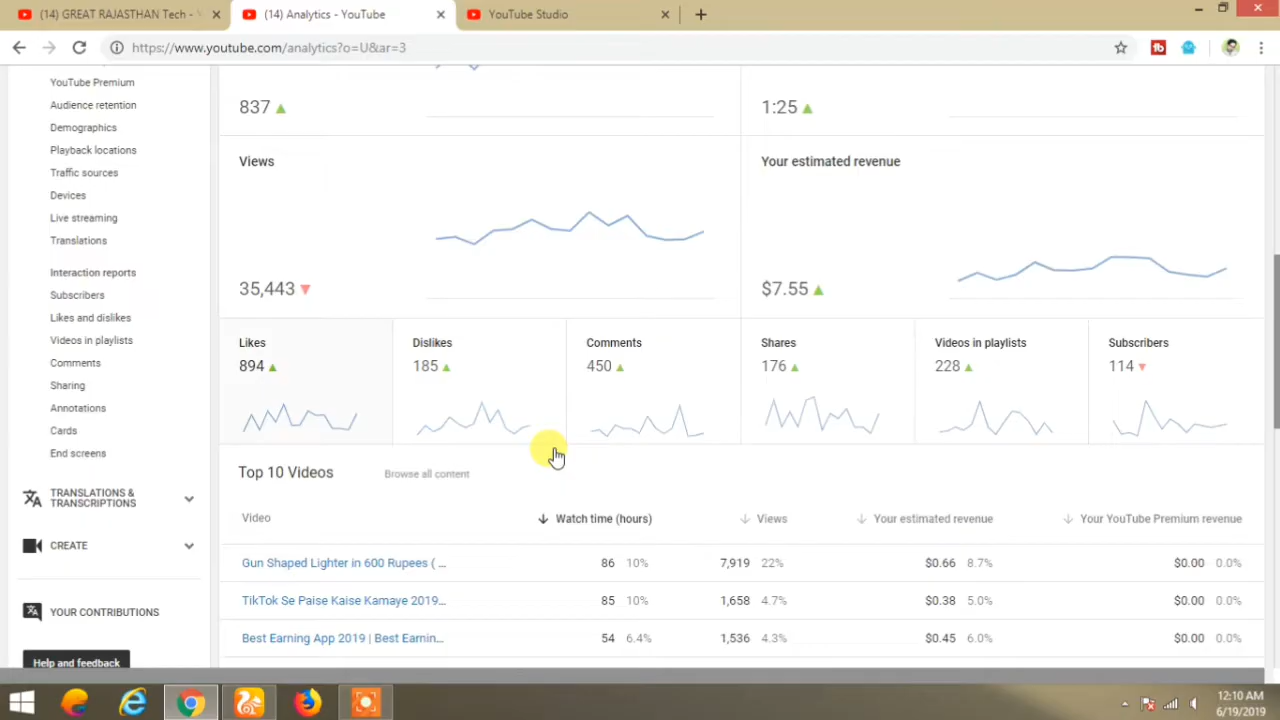 (14) GREAT RAJASTHAN Tech -
(14) Analytics - YouTube
YouTube Studio
https://www.youtube.com/analytics?o=U&ar=3
YouTube Premium
Audience retention
Demographics
Playback locations
Traffic sources
Devices
Live streaming
Translations
Interaction reports
Subscribers
Likes and dislikes
Videos in playlists
Comments
Sharing
Annotations
Cards
End screens
TRANSLATIONS &
TRANSCRIPTIONS
CREATE
YOUR CONTRIBUTIONS
Help and feedback
837
1:25
Views
Your estimated revenue
35,443
$7.55
Likes Dislikes Comments Shares Videos in playlists Subscribers
894 185 450 176 228 114
Top 10 Videos Browse all content
Video Watch time (hours) Views Your estimated revenue Your YouTube Premium revenue
Gun Shaped Lighter in 600 Rupees ( ... 86 10% 7,919 22% $0.66 8.7% $0.00 0.0%
TikTok Se Paise Kaise Kamaye 2019... 85 10% 1,658 4.7% $0.38 5.0% $0.00 0.0%
Best Earning App 2019 | Best Earnin... 54 6.4% 1,536 4.3% $0.45 6.0% $0.00 0.0%
12:10 AM
6/19/2019